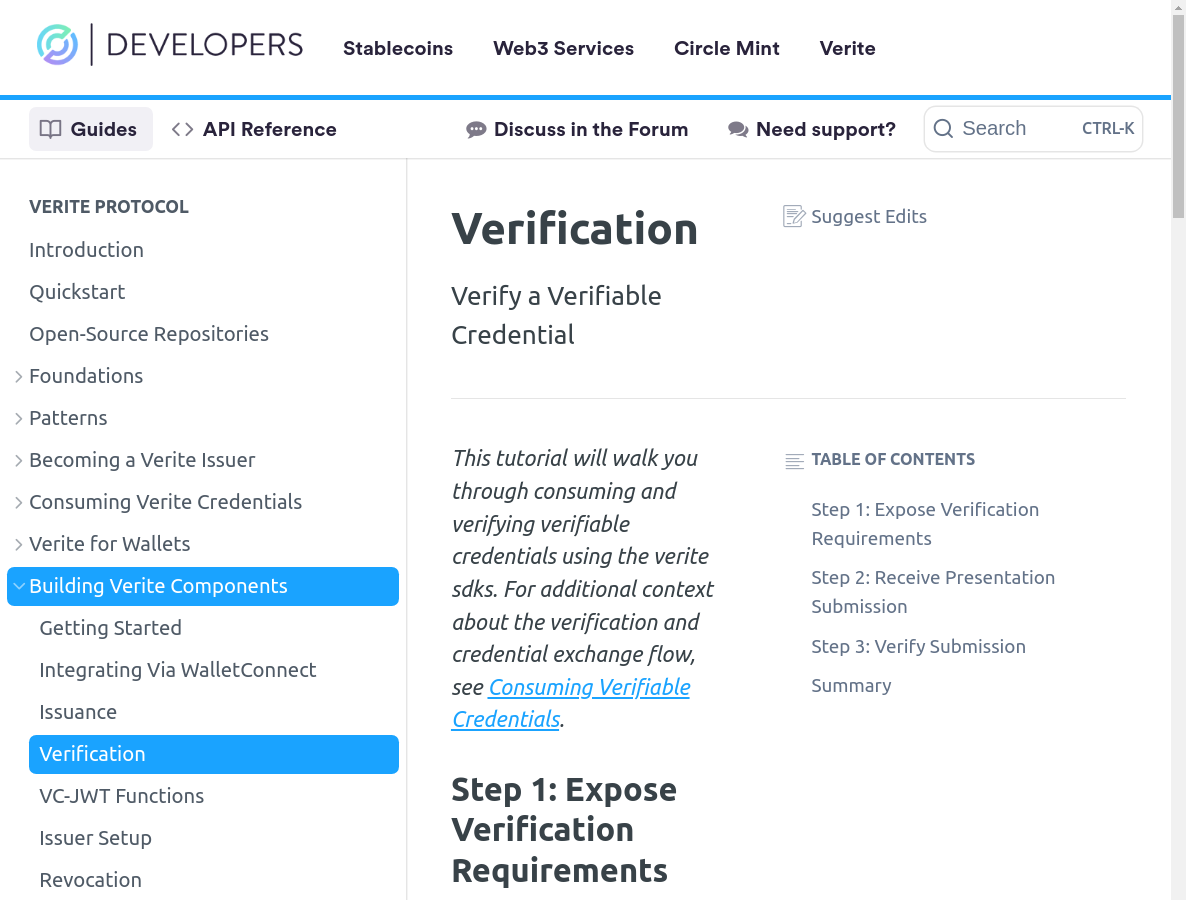 DEVELOPERS
Stablecoins
Web3 Services
Circle Mint
Verite
Guides
API Reference
Discuss in the Forum
Need support?
Search
CTRL-K
VERITE PROTOCOL
Introduction
Quickstart
Open-Source Repositories
Foundations
Patterns
Becoming a Verite Issuer
Consuming Verite Credentials
Verite for Wallets
Building Verite Components
Getting Started
Integrating Via WalletConnect
Issuance
Verification
VC-JWT Functions
Issuer Setup
Revocation
Verification
Suggest Edits
Verify a Verifiable
Credential
This tutorial will walk you
through consuming and
verifying verifiable
credentials using the verite
sdks. For additional context
about the verification and
credential exchange flow,
see Consuming Verifiable
Credentials.
Step 1: Expose
Verification
Requirements
TABLE OF CONTENTS
Step 1: Expose Verification
Requirements
Step 2: Receive Presentation
Submission
Step 3: Verify Submission
Summary